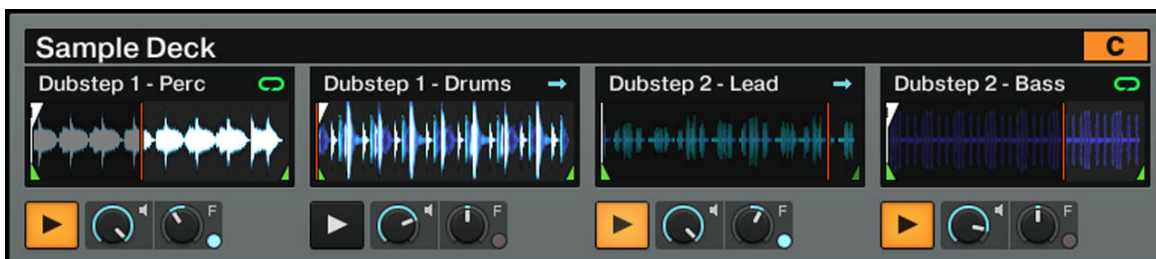 Sample Deck
C
Dubstep 1 - Perc
Dubstep 1 - Drums
Dubstep 2 - Lead
Dubstep 2 - Bass
F
F
F
F